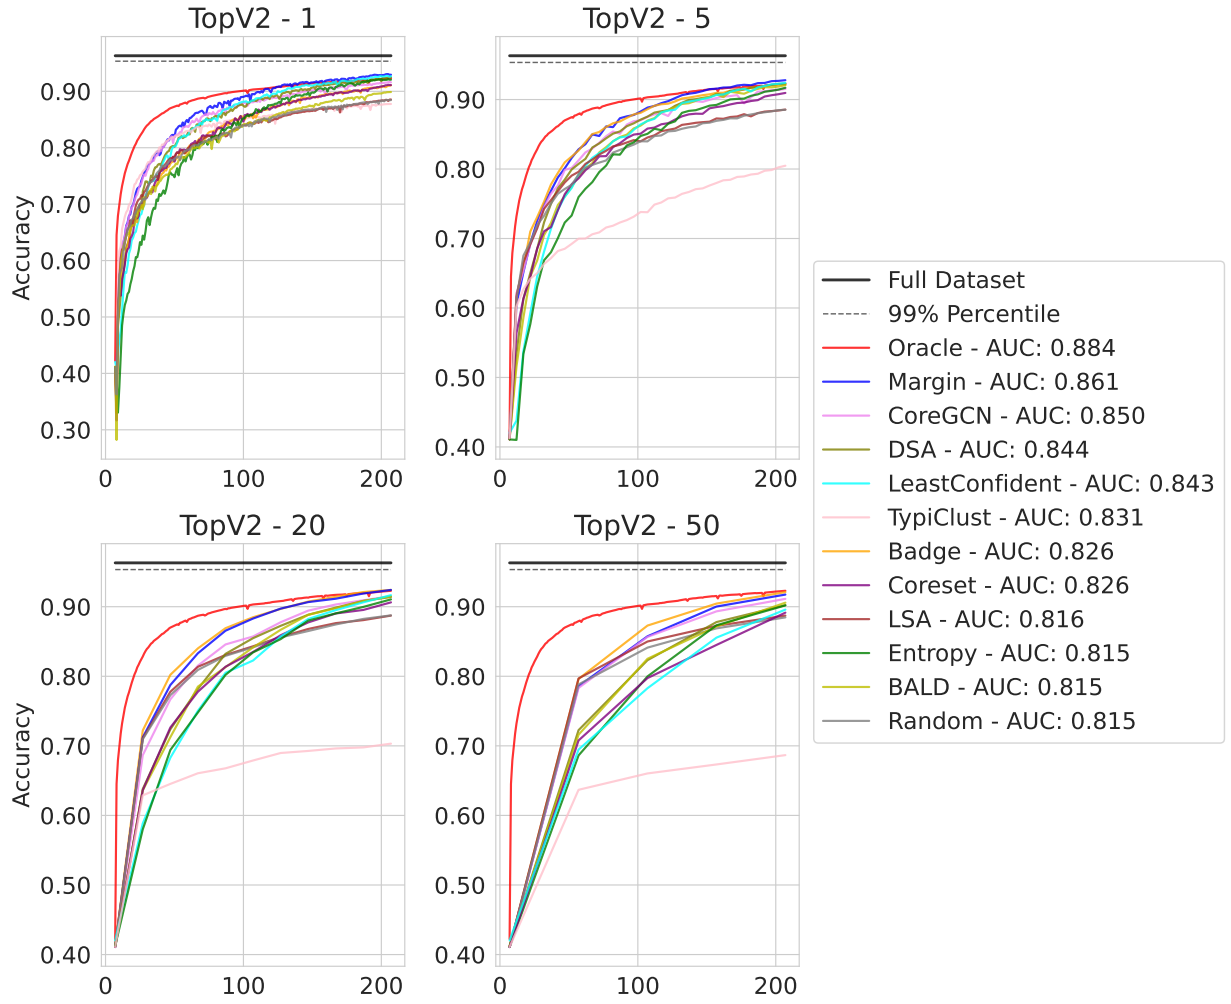 TopV2 - 1
TopV2 - 5
Accuracy
0.90
0.80
0.70
0.60
0.50
0.40
0.30
0
100
200
0.90
0.80
0.70
0.60
0.50
0.40
0
100
200
TopV2 - 20
TopV2 - 50
Accuracy
0.90
0.80
0.70
0.60
0.50
0.40
0
100
200
0.90
0.80
0.70
0.60
0.50
0.40
0
100
200
Full Dataset
99% Percentile
Oracle - AUC: 0.884
Margin - AUC: 0.861
CoreGCN - AUC: 0.850
DSA - AUC: 0.844
LeastConfident - AUC: 0.843
TypiClust - AUC: 0.831
Badge - AUC: 0.826
Coreset - AUC: 0.826
LSA - AUC: 0.816
Entropy - AUC: 0.815
BALD - AUC: 0.815
Random - AUC: 0.815